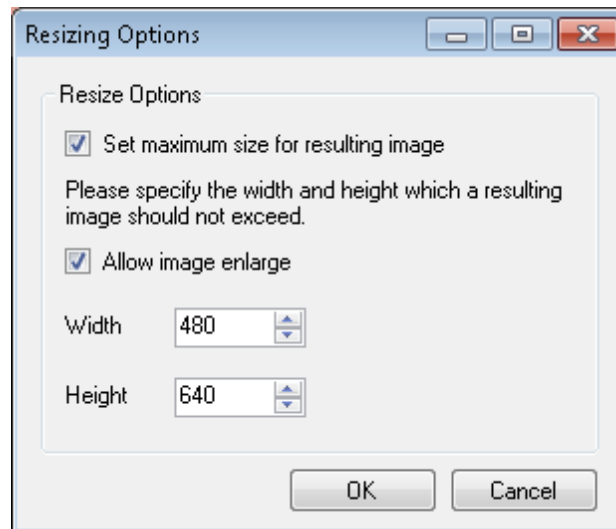 Resizing Options
Resize Options
Set maximum size for resulting image
Please specify the width and height which a resulting
image should not exceed.
Allow image enlarge
Width 480
Height 640
OK Cancel